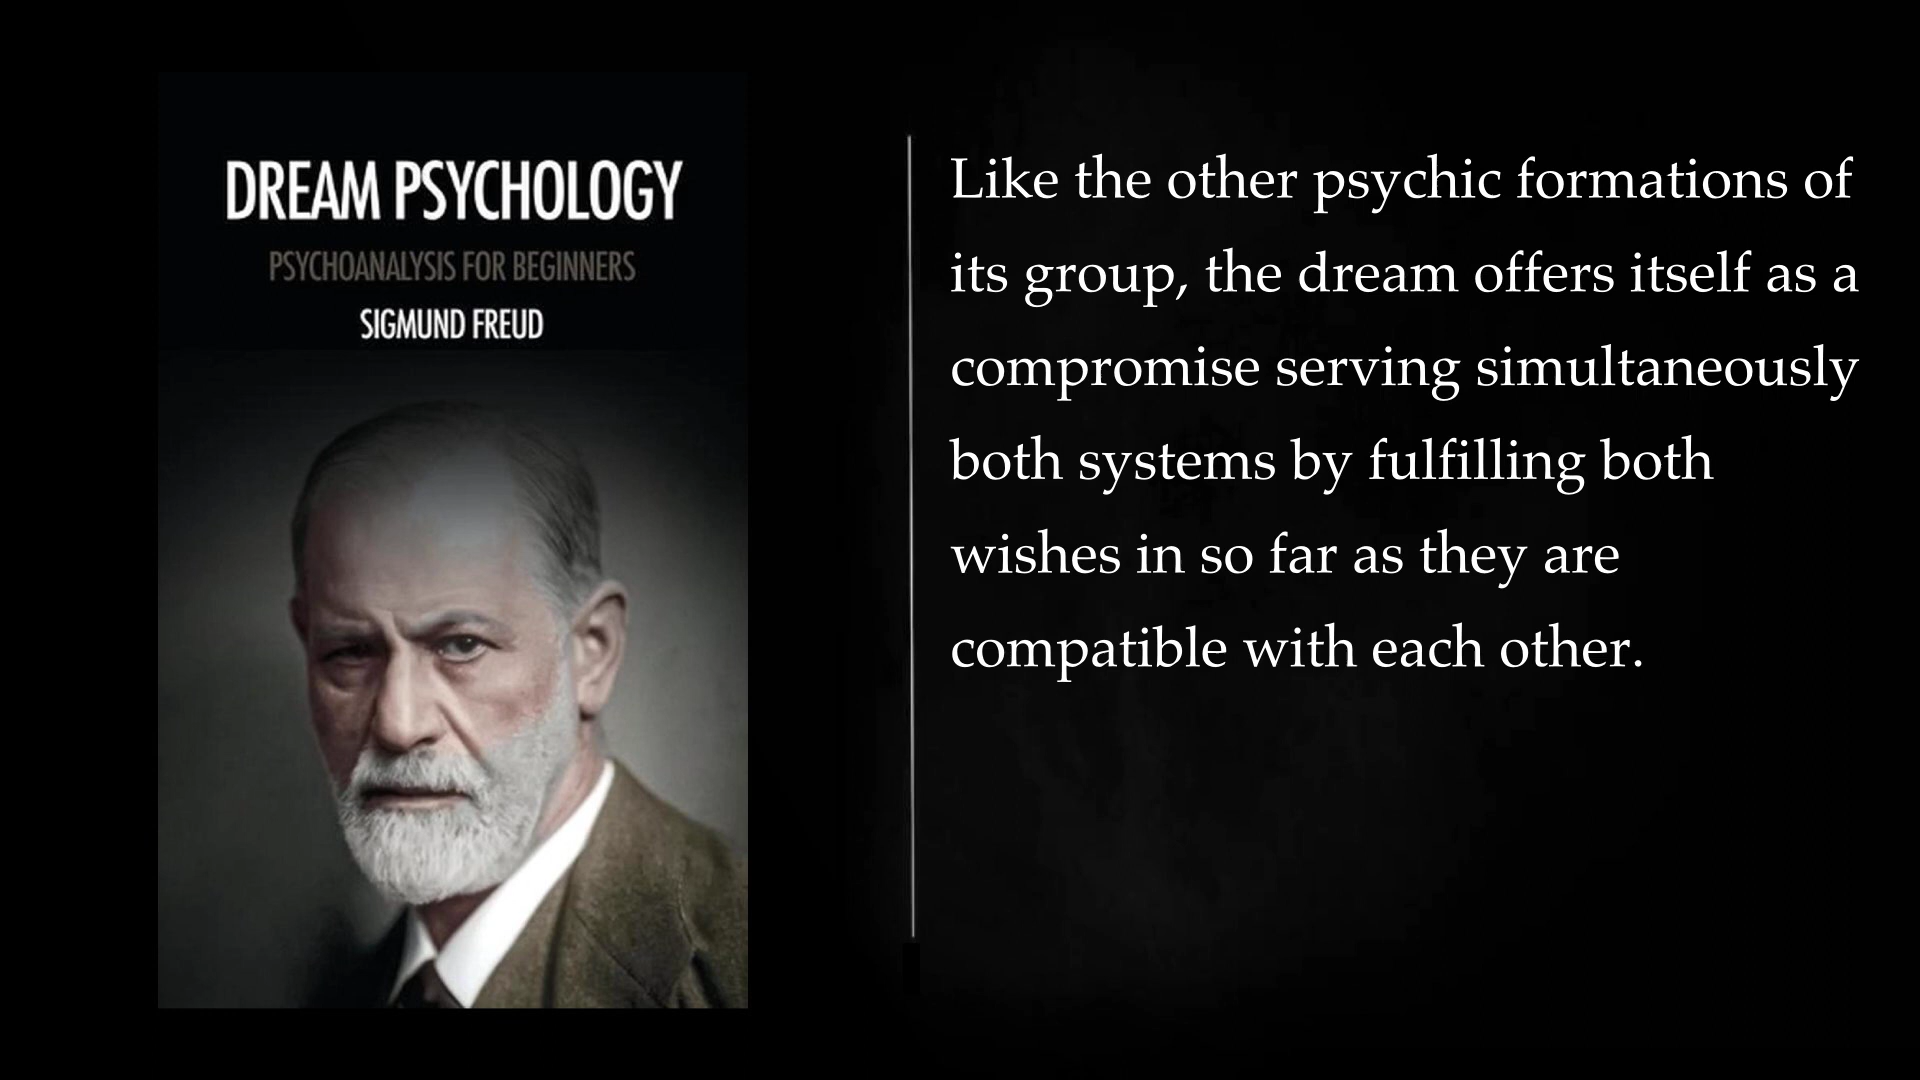 DREAM PSYCHOLOGY
PSYCHOANALYSIS FOR BEGINNERS
SIGMUND FREUD
Like the other psychic formations of
its group, the dream offers itself as a
compromise serving simultaneously
both systems by fulfilling both
wishes in so far as they are
compatible with each other.